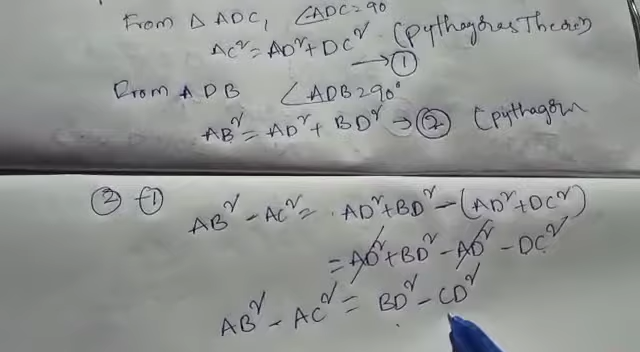 From △ ADC, ∠ADC=90
AC²=AD²+DC² (Pythagoras Theorem)
→①
From △DB ∠ADB=90°
AB²=AD²+BD² →② (Pythagoras
② -① AB²-AC²= AD²+BD²-(AD²+DC²)
=AD²+BD²-AD²-DC²
AB²-AC²= BD²-CD²